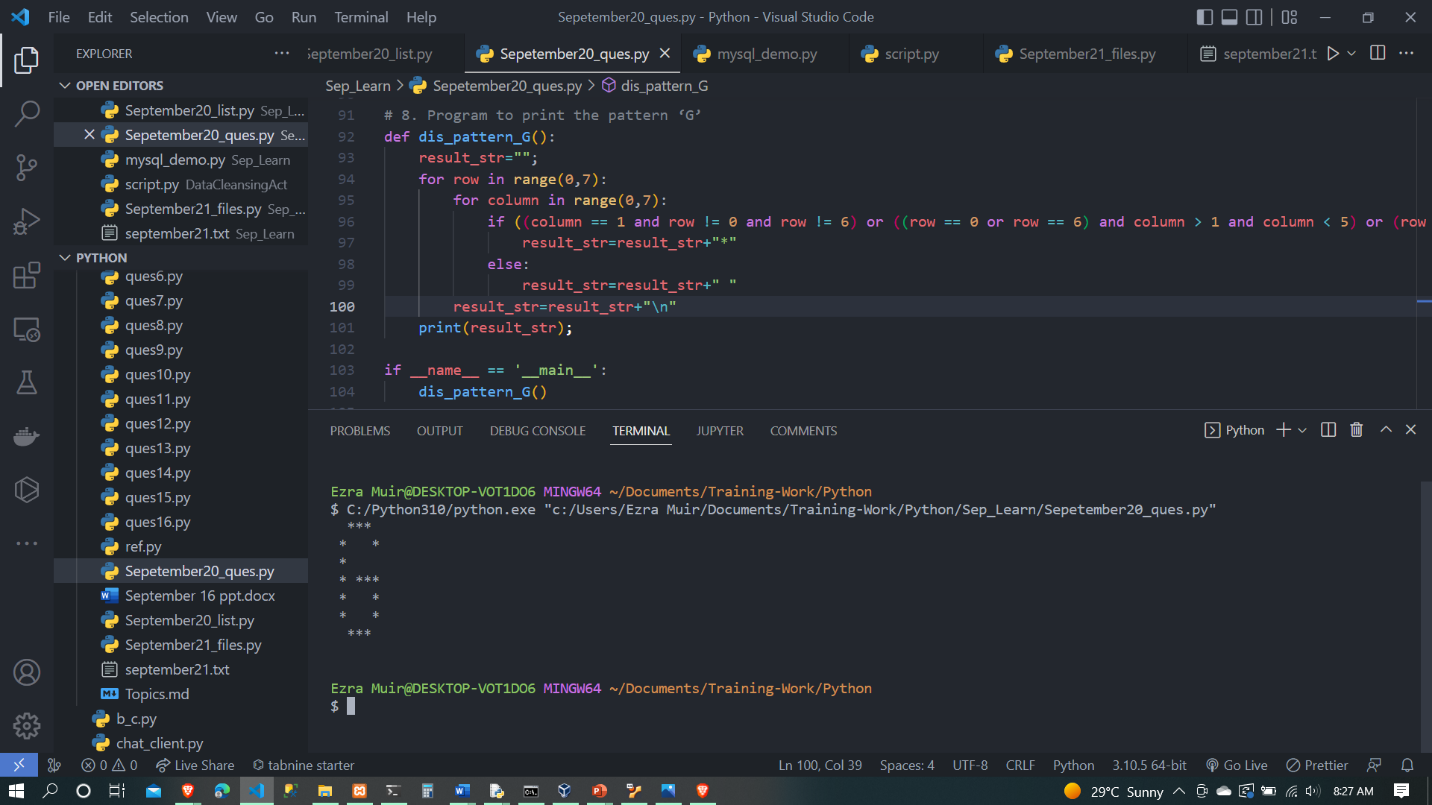 File Edit Selection View Go Run Terminal Help
Sepetember20_ques.py - Python - Visual Studio Code
EXPLORER
September20_list.py
Sepetember20_ques.py
mysql_demo.py
script.py
September21_files.py
september21.t
OPEN EDITORS
September20_list.py Sep_L...
Sepetember20_ques.py Se...
mysql_demo.py Sep_Learn
script.py DataCleansingAct
September21_files.py Sep_...
september21.txt Sep_Learn
PYTHON
ques6.py
ques7.py
ques8.py
ques9.py
ques10.py
ques11.py
ques12.py
ques13.py
ques14.py
ques15.py
ques16.py
ref.py
Sepetember20_ques.py
September 16 ppt.docx
September20_list.py
September21_files.py
september21.txt
Topics.md
b_c.py
chat_client.py
Sep_Learn > Sepetember20_ques.py > dis_pattern_G
91 # 8. Program to print the pattern ‘G’
92 def dis_pattern_G():
93     result_str="";
94     for row in range(0,7):
95         for column in range(0,7):
96             if ((column == 1 and row != 0 and row != 6) or ((row == 0 or row == 6) and column > 1 and column < 5) or (row
97                 result_str=result_str+"*"
98             else:
99                 result_str=result_str+" "
100         result_str=result_str+"\n"
101     print(result_str);
102
103 if __name__ == '__main__':
104     dis_pattern_G()
PROBLEMS OUTPUT DEBUG CONSOLE TERMINAL JUPYTER COMMENTS
Python
Ezra Muir@DESKTOP-VOT1DO6 MINGW64 ~/Documents/Training-Work/Python
$ C:/Python310/python.exe "c:/Users/Ezra Muir/Documents/Training-Work/Python/Sep_Learn/Sepetember20_ques.py"
  ***
 *   *
 *
 * ***
 *   *
 *   *
  ***
Ezra Muir@DESKTOP-VOT1DO6 MINGW64 ~/Documents/Training-Work/Python
$
0 0 Live Share tabnine starter
Ln 100, Col 39 Spaces: 4 UTF-8 CRLF Python 3.10.5 64-bit Go Live Prettier
29°C Sunny 8:27 AM